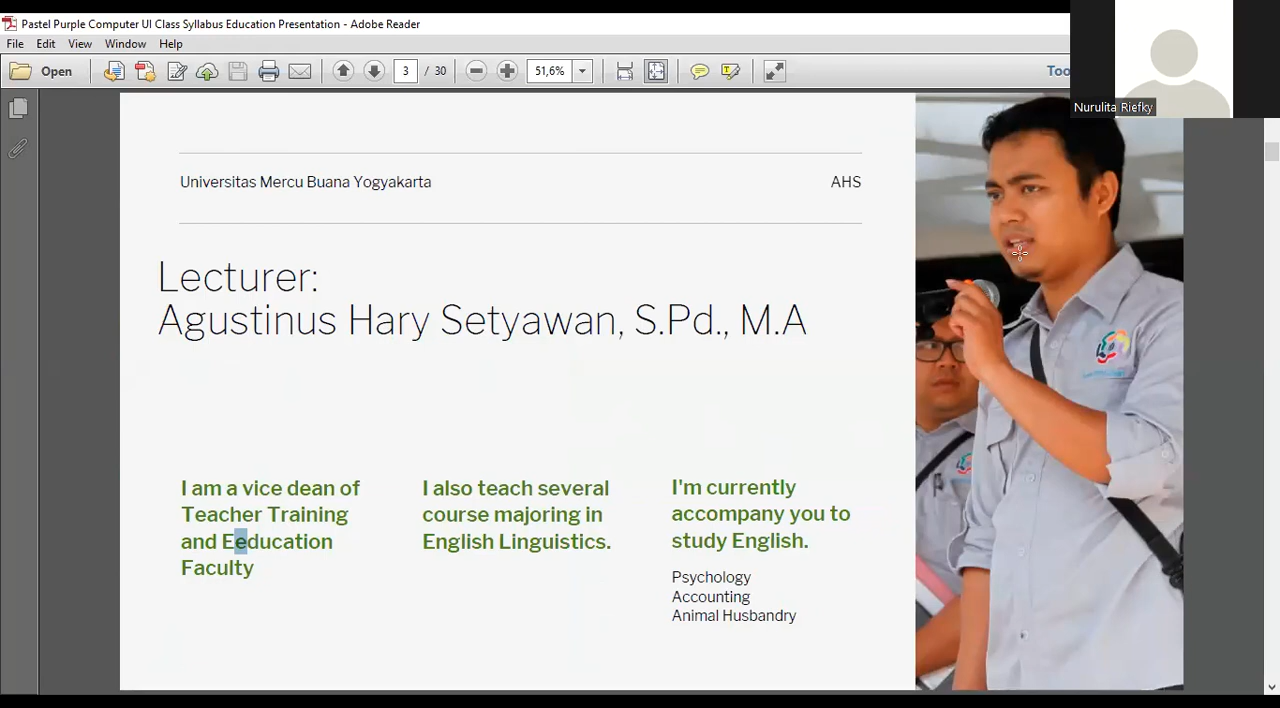 Pastel Purple Computer UI Class Syllabus Education Presentation - Adobe Reader
File Edit View Window Help
Open 3 / 30 51,6% Too
Nurulita Riefky
Universitas Mercu Buana Yogyakarta AHS
Lecturer:
Agustinus Hary Setyawan, S.Pd., M.A
I am a vice dean of
Teacher Training
and Eeducation
Faculty
I also teach several
course majoring in
English Linguistics.
I'm currently
accompany you to
study English.
Psychology
Accounting
Animal Husbandry